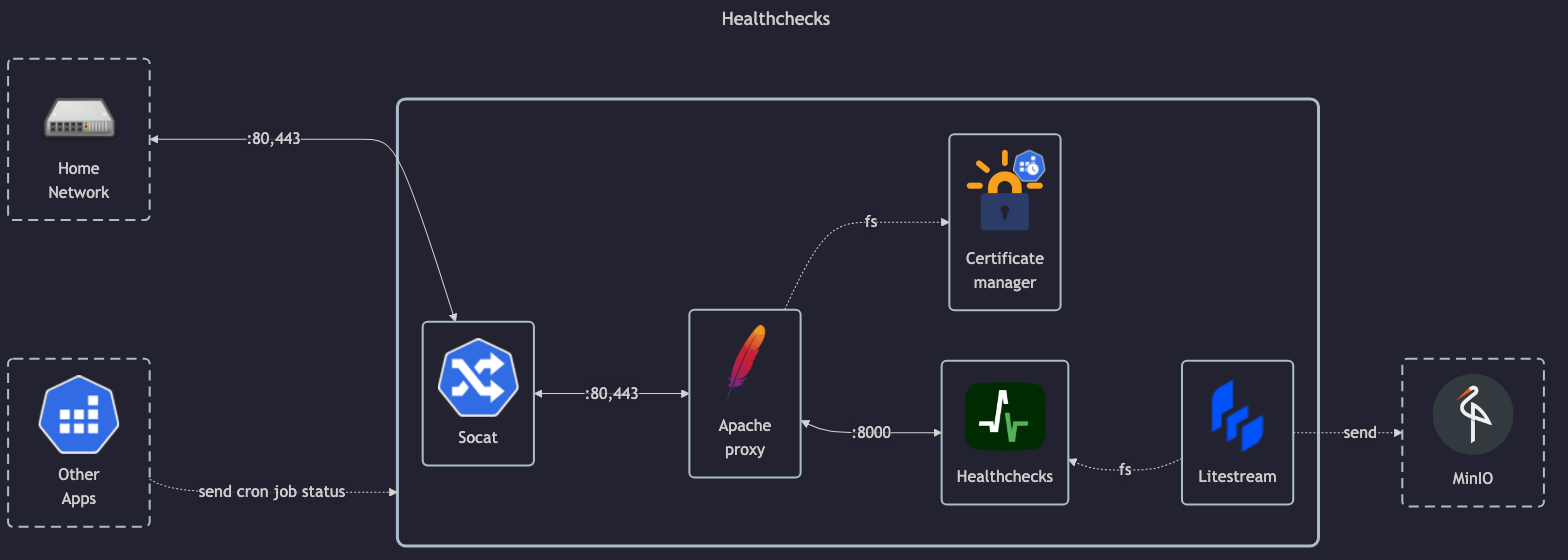 Healthchecks
Home
Network
:80,443
fs
Certificate
manager
Socat
:80,443
Apache
proxy
:8000
Healthchecks
fs
Litestream
send
MinIO
Other
Apps
send cron job status